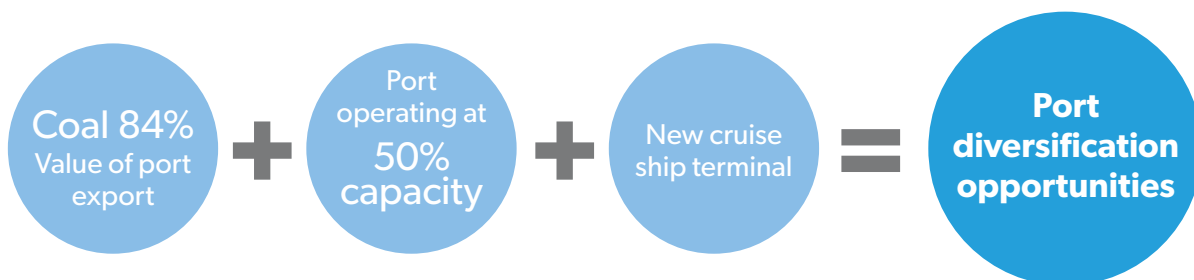 Coal 84%
Value of port
export
Port
operating at
50%
capacity
New cruise
ship terminal
Port
diversification
opportunities